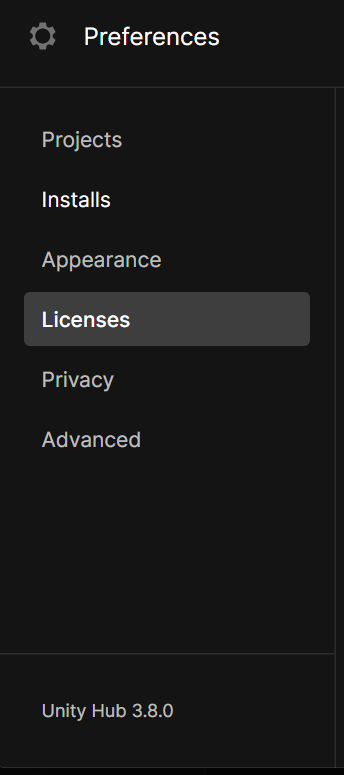 Preferences
Projects
Installs
Appearance
Licenses
Privacy
Advanced
Unity Hub 3.8.0